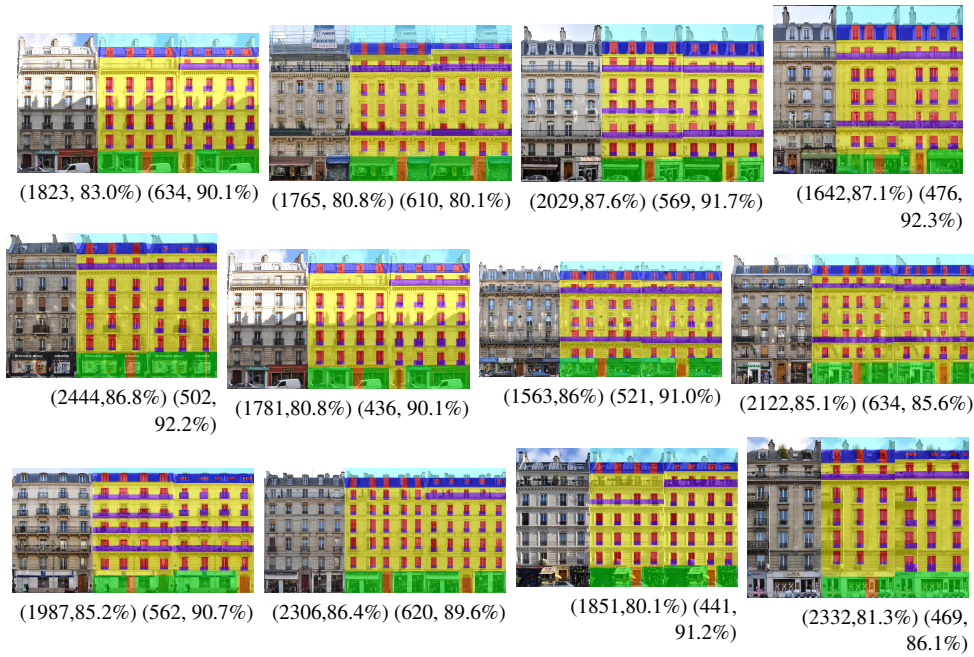 (1823, 83.0%) (634, 90.1%)
(1765, 80.8%) (610, 80.1%)
(2029,87.6%) (569, 91.7%)
(1642,87.1%) (476,
92.3%)
(2444,86.8%) (502,
92.2%)
(1781,80.8%) (436, 90.1%)
(1563,86%) (521, 91.0%)
(2122,85.1%) (634, 85.6%)
(1987,85.2%) (562, 90.7%)
(2306,86.4%) (620, 89.6%)
(1851,80.1%) (441,
91.2%)
(2332,81.3%) (469,
86.1%)